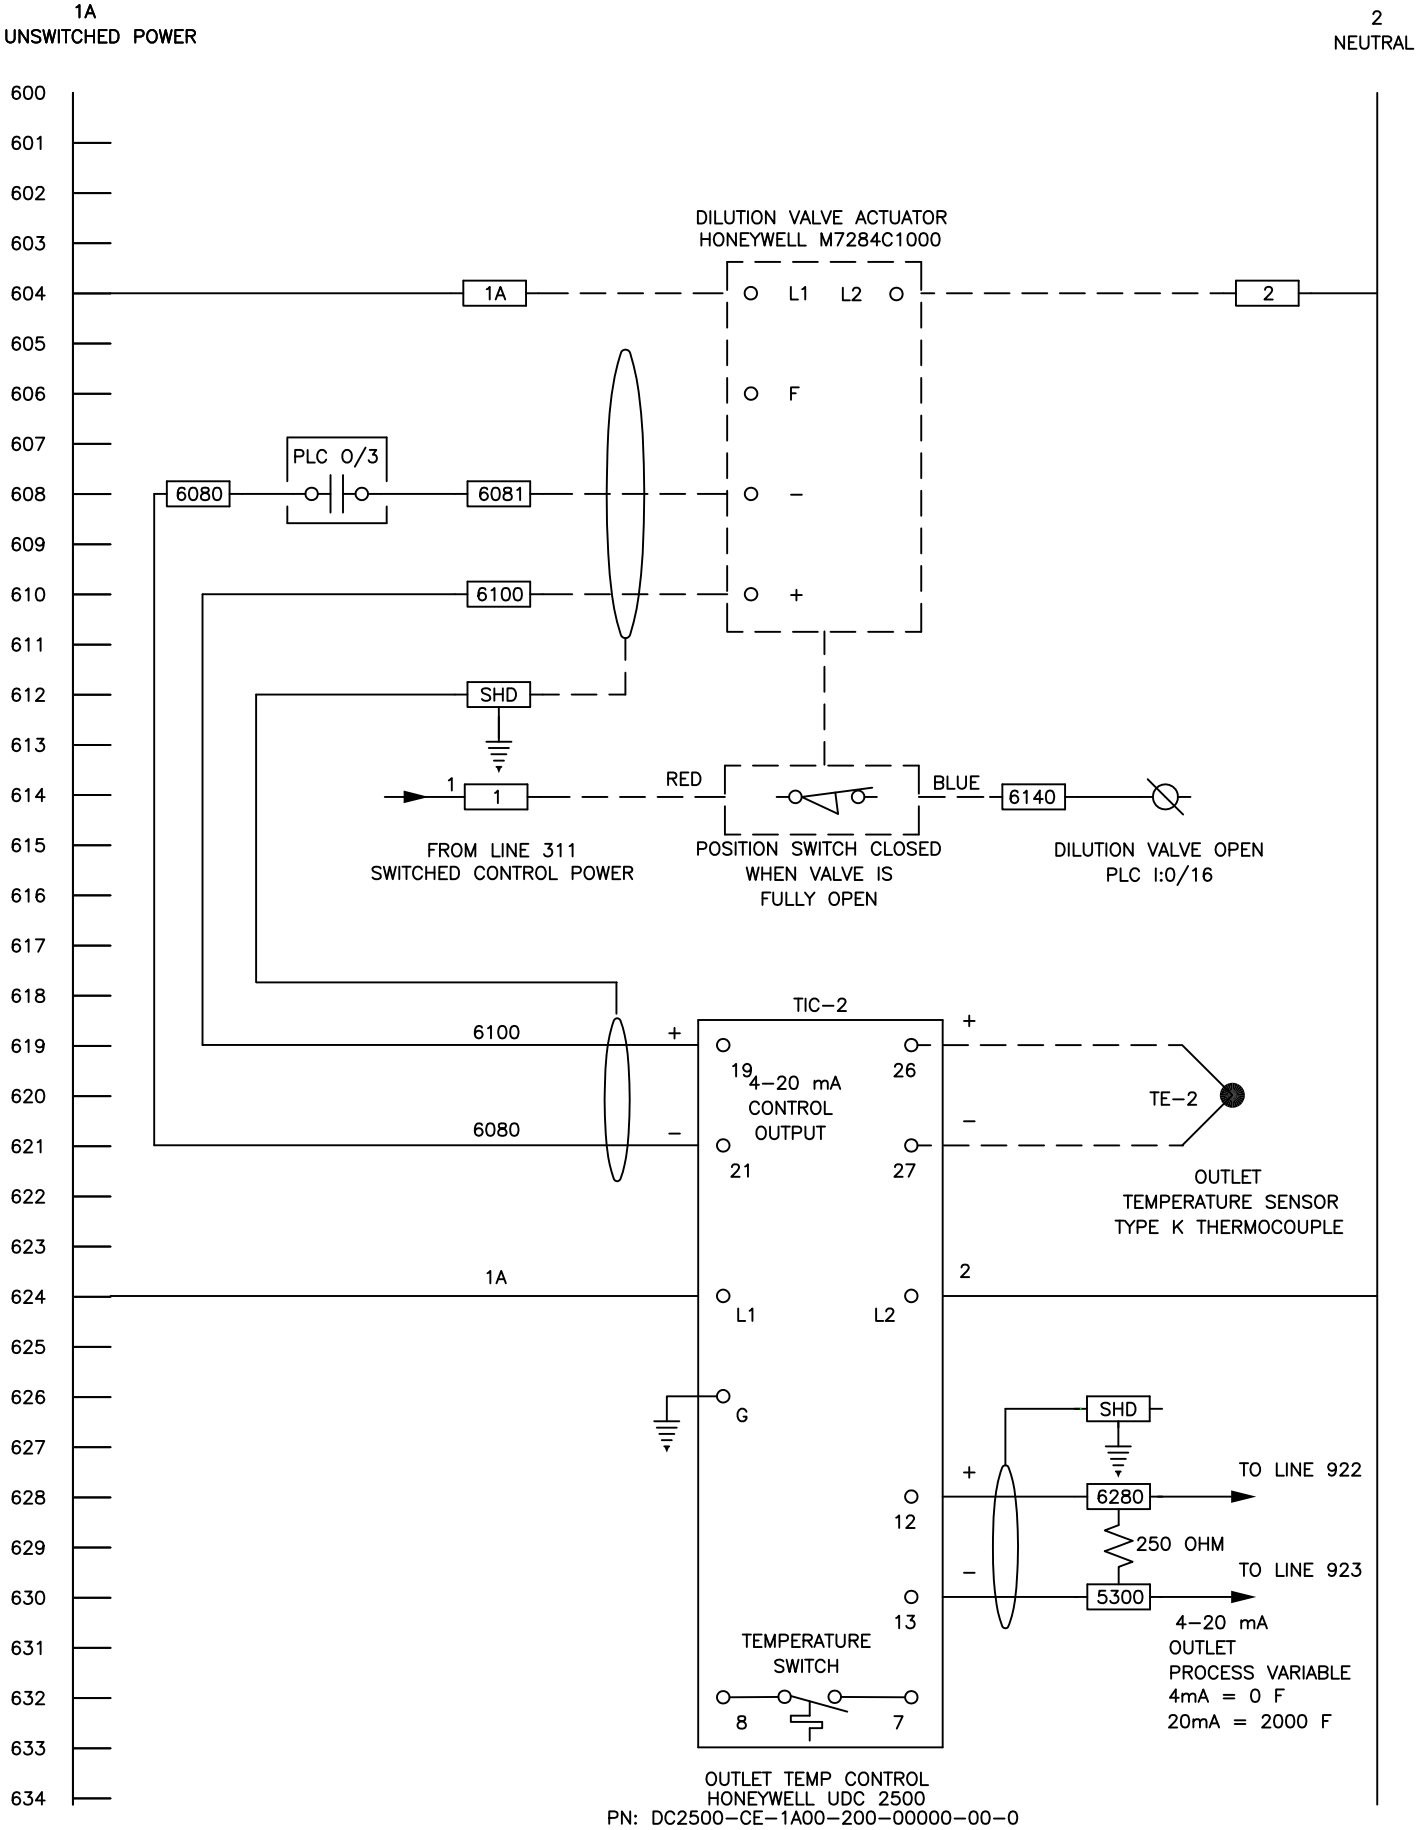 1A
UNSWITCHED POWER
2
NEUTRAL
600
601
602
603
DILUTION VALVE ACTUATOR
HONEYWELL M7284C1000
604
1A
L1
L2
2
605
606
F
607
PLC O/3
608
6080
6081
−
609
610
6100
+
611
612
SHD
613
614
1
1
RED
BLUE
6140
615
FROM LINE 311
SWITCHED CONTROL POWER
POSITION SWITCH CLOSED
WHEN VALVE IS
FULLY OPEN
DILUTION VALVE OPEN
PLC I:0/16
616
617
618
TIC−2
619
6100
+
19
26
+
620
4−20 mA
CONTROL
OUTPUT
TE−2
621
6080
−
21
27
−
OUTLET
TEMPERATURE SENSOR
TYPE K THERMOCOUPLE
622
623
624
1A
L1
L2
2
625
626
G
SHD
627
628
+
12
6280
TO LINE 922
629
250 OHM
630
−
13
5300
TO LINE 923
4−20 mA
OUTLET
PROCESS VARIABLE
4mA = 0 F
20mA = 2000 F
631
TEMPERATURE
SWITCH
632
8
7
633
634
OUTLET TEMP CONTROL
HONEYWELL UDC 2500
PN: DC2500−CE−1A00−200−00000−00−0